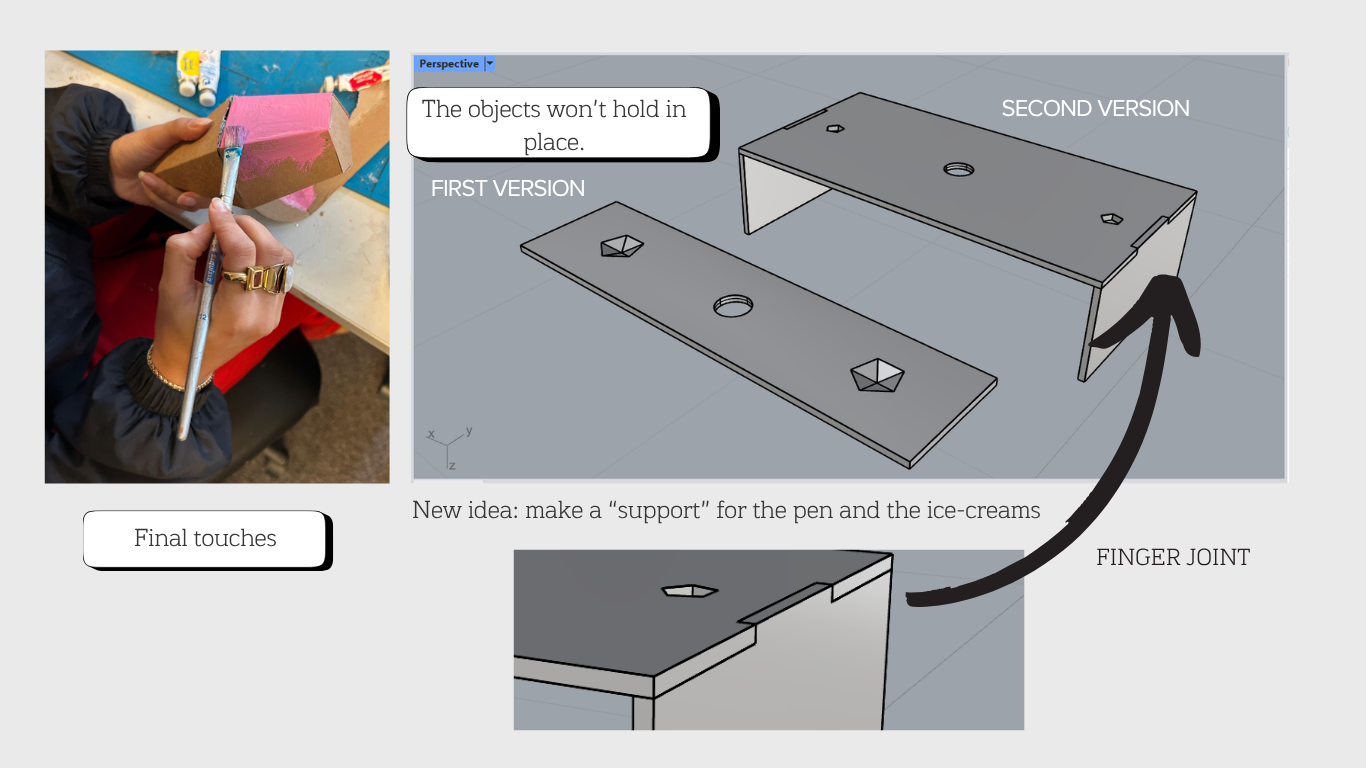 Perspective
The objects won't hold in
place.
SECOND VERSION
FIRST VERSION
x
y
z
12
New idea: make a “support” for the pen and the ice-creams
Final touches
FINGER JOINT